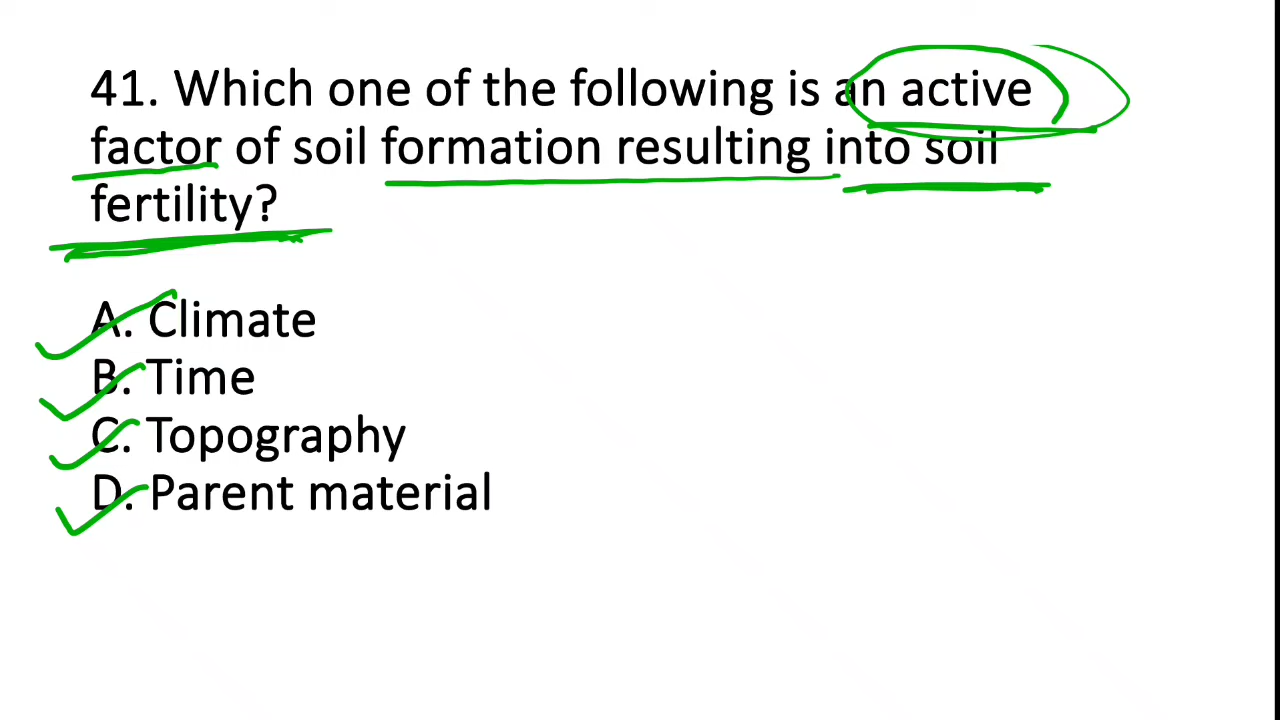 41. Which one of the following is an active
factor of soil formation resulting into soil
fertility?
A. Climate
B. Time
C. Topography
D. Parent material